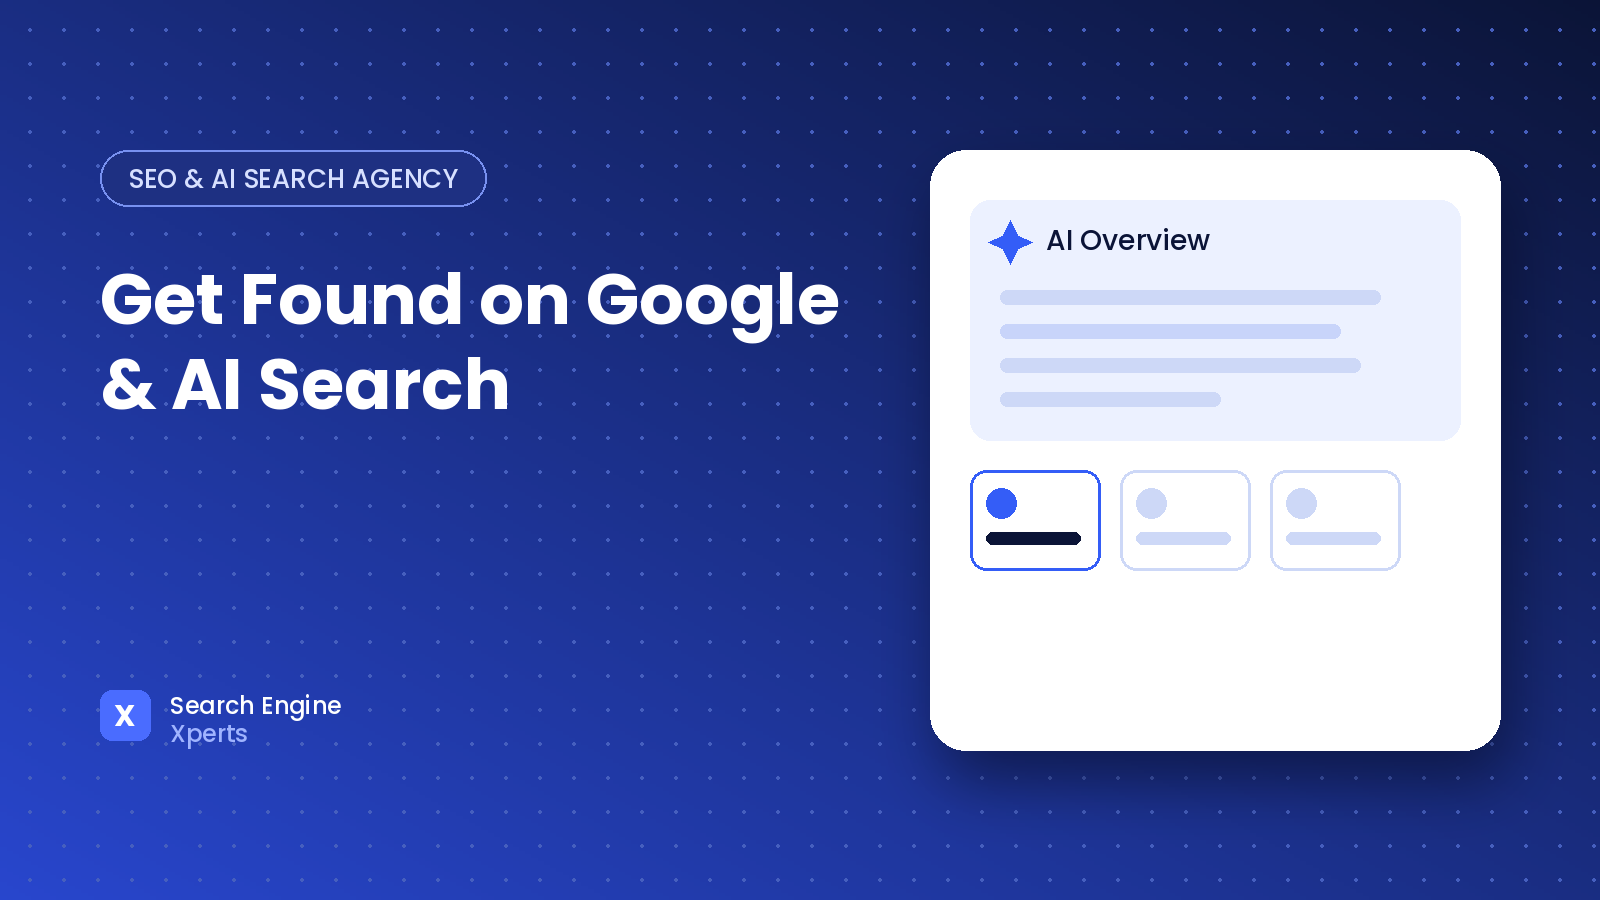 SEO & AI SEARCH AGENCY
Get Found on Google
& AI Search
X
Search Engine
Xperts
AI Overview